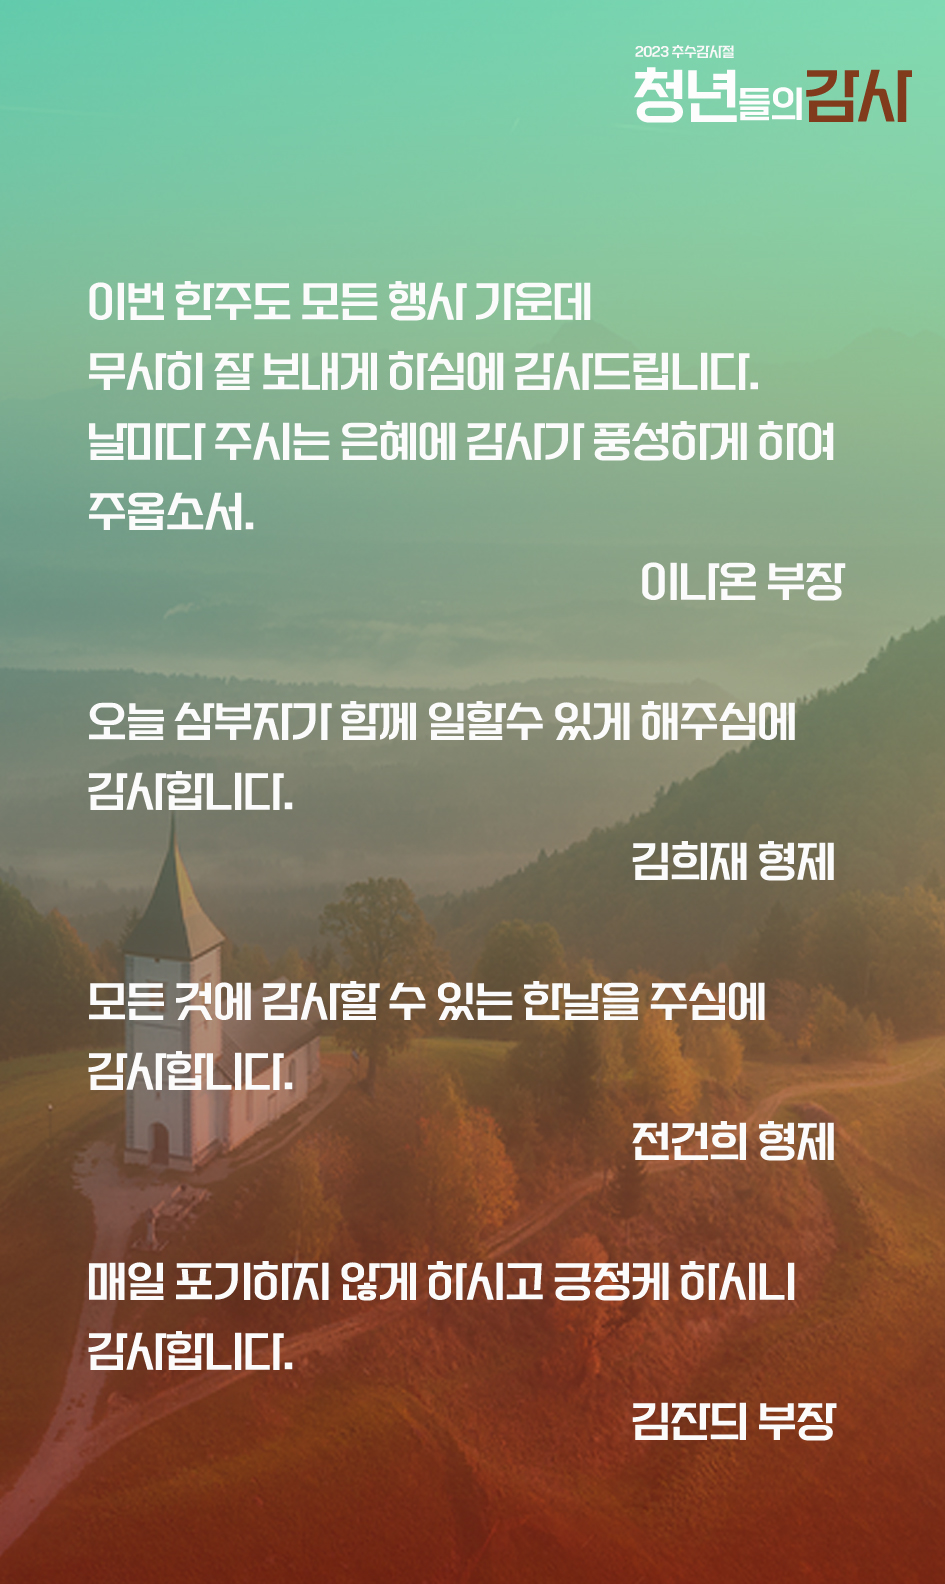 2023 추수감사절
청년들의감사
이번 한주도 모든 행사 가운데
무사히 잘 보내게 하심에 감사드립니다.
날마다 주시는 은혜에 감사가 풍성하게 하여
주옵소서.
이나온 부장
오늘 삼부자가 함께 일할수 있게 해주심에
감사합니다.
김희재 형제
모든 것에 감사할 수 있는 한날을 주심에
감사합니다.
전건희 형제
매일 포기하지 않게 하시고 긍정케 하시니
감사합니다.
김잔듸 부장